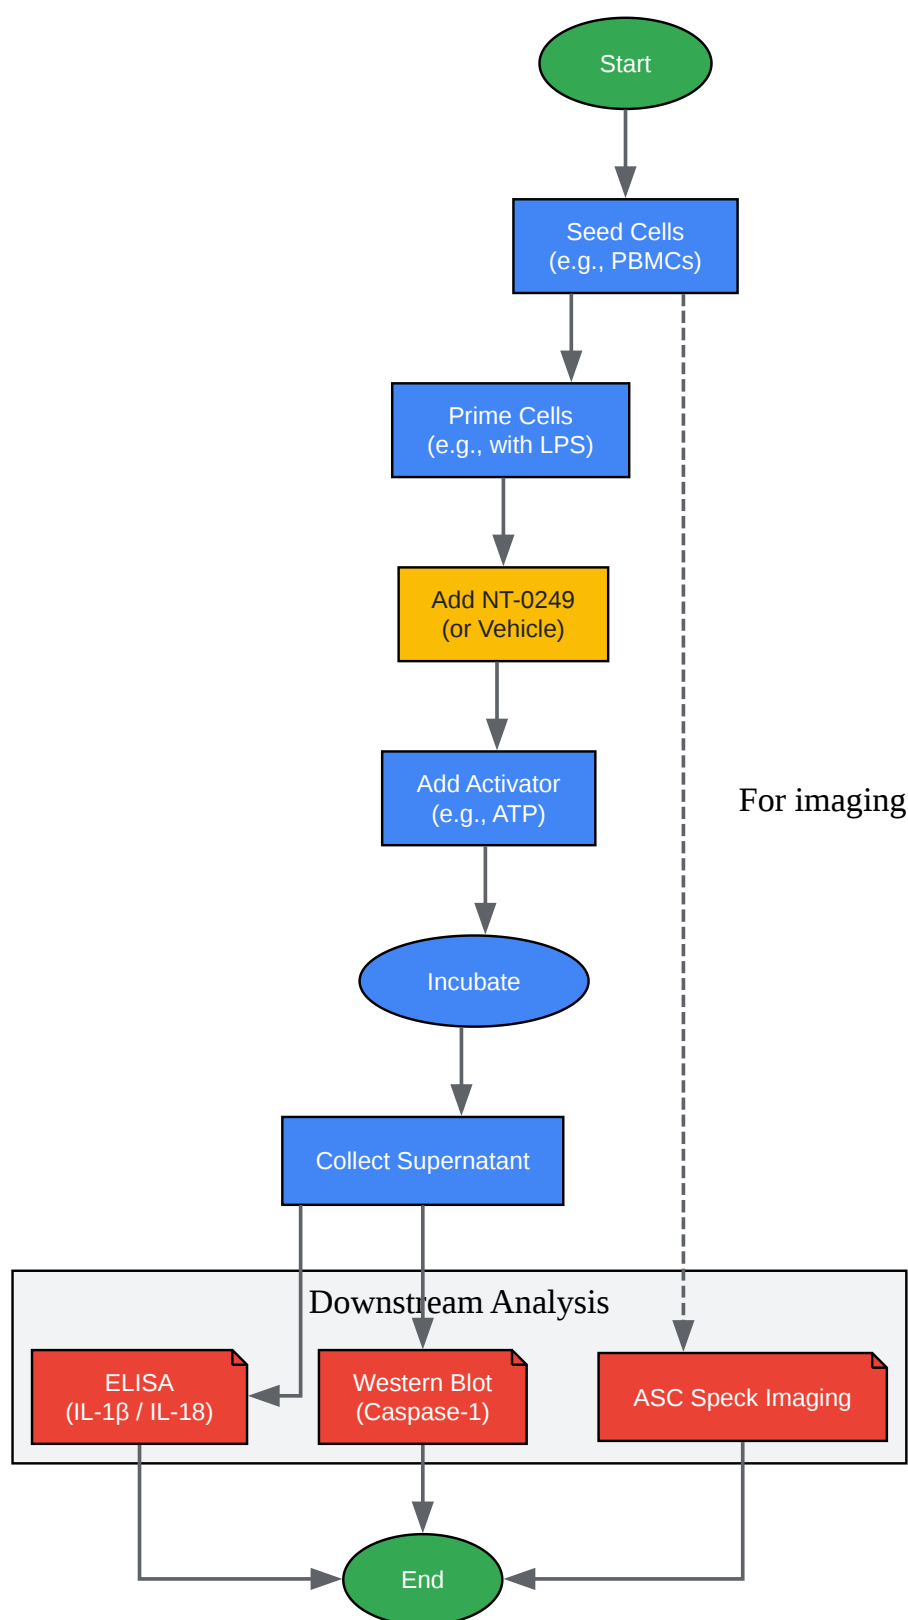 Start
Seed Cells
(e.g., PBMCs)
Prime Cells
(e.g., with LPS)
Add NT-0249
(or Vehicle)
Add Activator
(e.g., ATP)
For imaging
Incubate
Collect Supernatant
Downstream Analysis
ELISA
(IL-1β / IL-18)
Western Blot
(Caspase-1)
ASC Speck Imaging
End